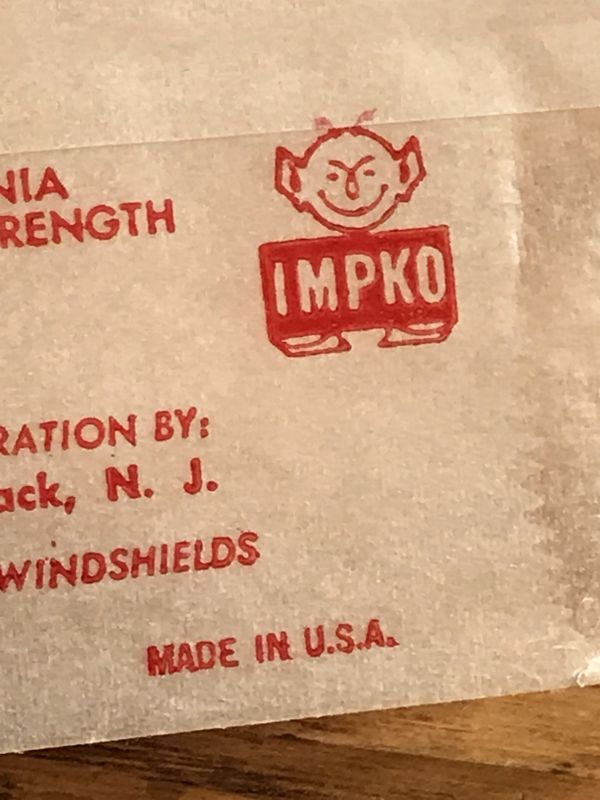 NIA
RENGTH
IMPKO
RATION BY:
ack, N. J.
WINDSHIELDS
MADE IN U.S.A.